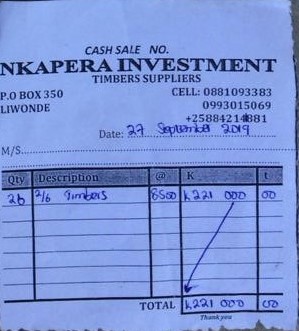 CASH SALE NO.
NKAPERA INVESTMENT
TIMBERS SUPPLIERS
P.O BOX 350 CELL: 0881093383
LIWONDE 0993015069
+25884214881
Date: 27 September 2019
M/S
Qty Description @ K t
26 2/6 Timbers 8500 K221 000 00
TOTAL K221 000 00
Thank you